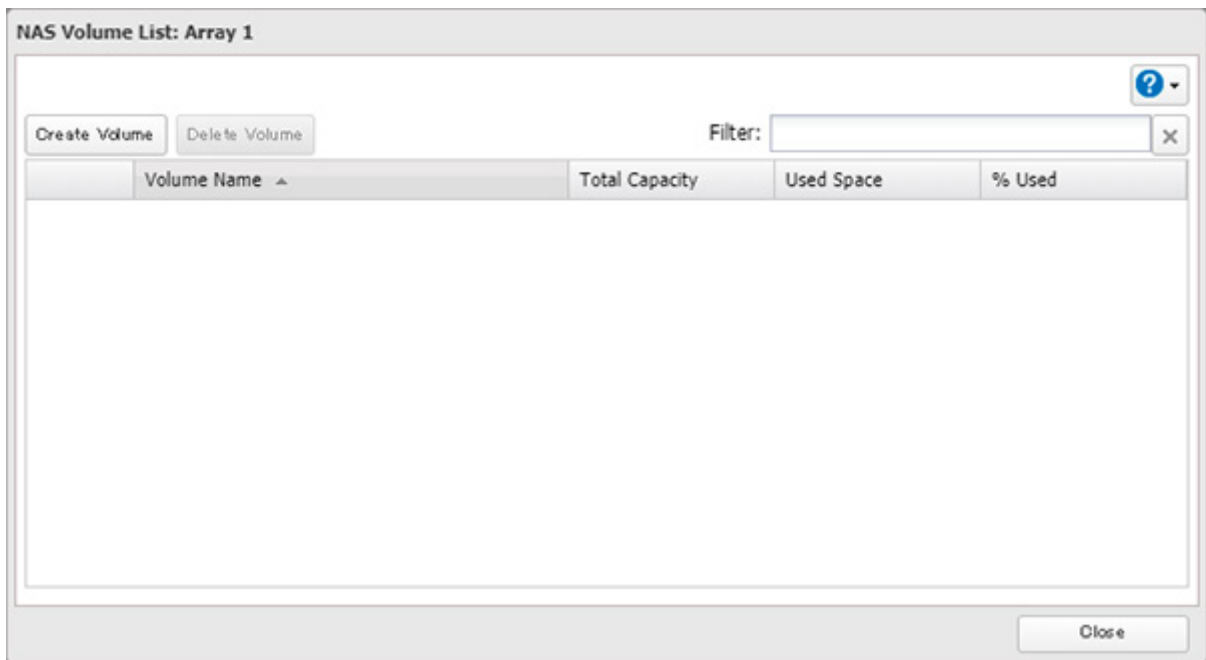 NAS Volume List: Array 1
?
Create Volume Delete Volume Filter:
Volume Name Total Capacity Used Space % Used
Close